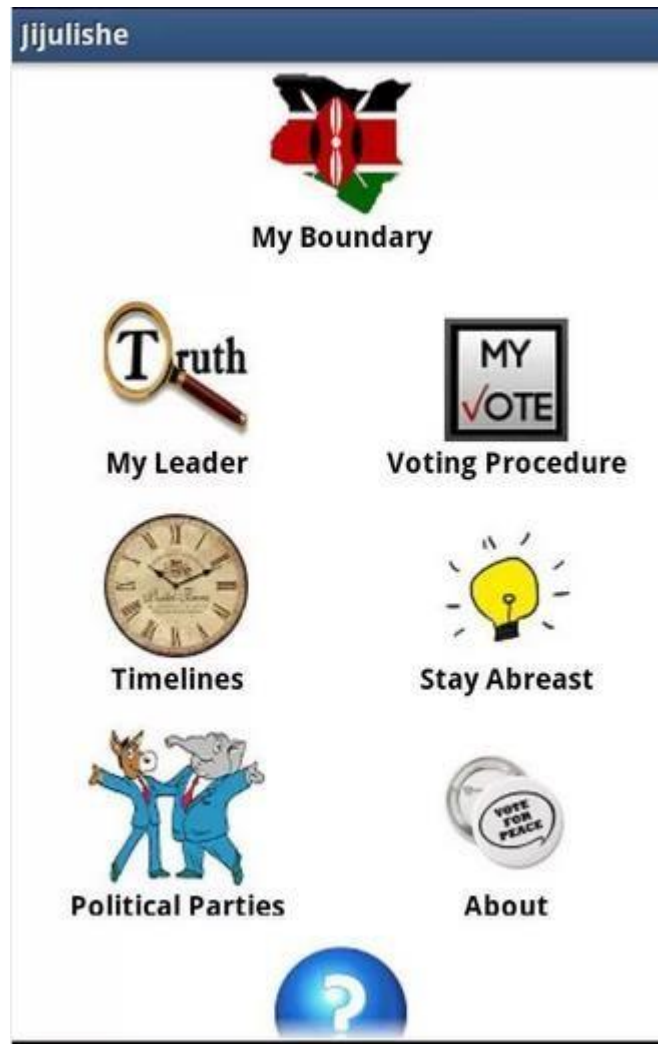 Jijulishe
My Boundary
Truth
My Leader
MY
VOTE
Voting Procedure
Timelines
Stay Abreast
VOTE
FOR
PEACE
Political Parties
About
?